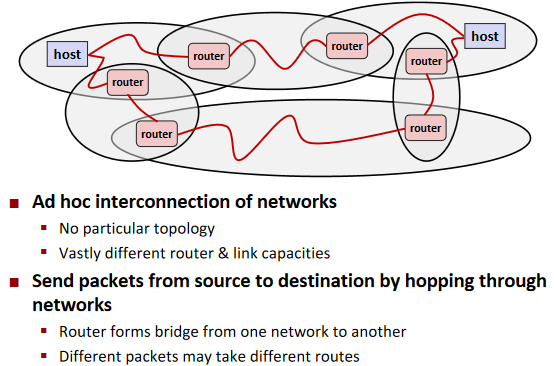 host
router
router
host
router
router
router
router
Ad hoc interconnection of networks
No particular topology
Vastly different router & link capacities
Send packets from source to destination by hopping through
networks
Router forms bridge from one network to another
Different packets may take different routes